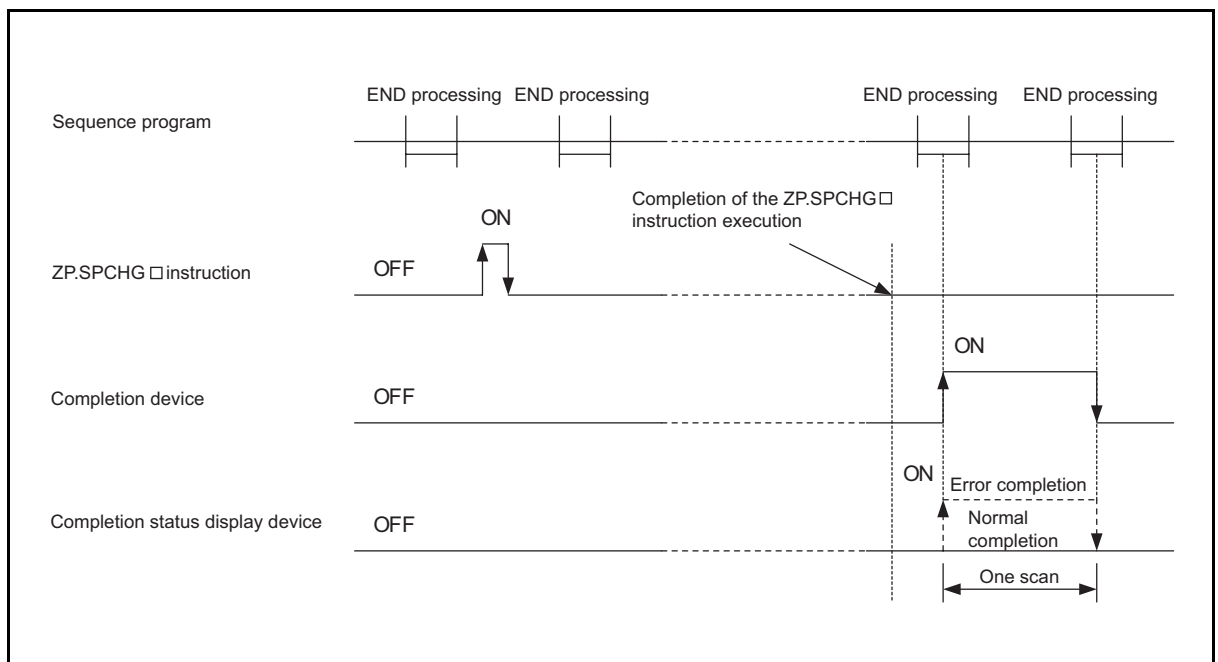 END processing END processing END processing END processing
Sequence program
Completion of the ZP.SPCHG□
instruction execution
ON
ZP.SPCHG □ instruction
OFF
ON
Completion device
OFF
ON
Error completion
Completion status display device
OFF
Normal
completion
One scan